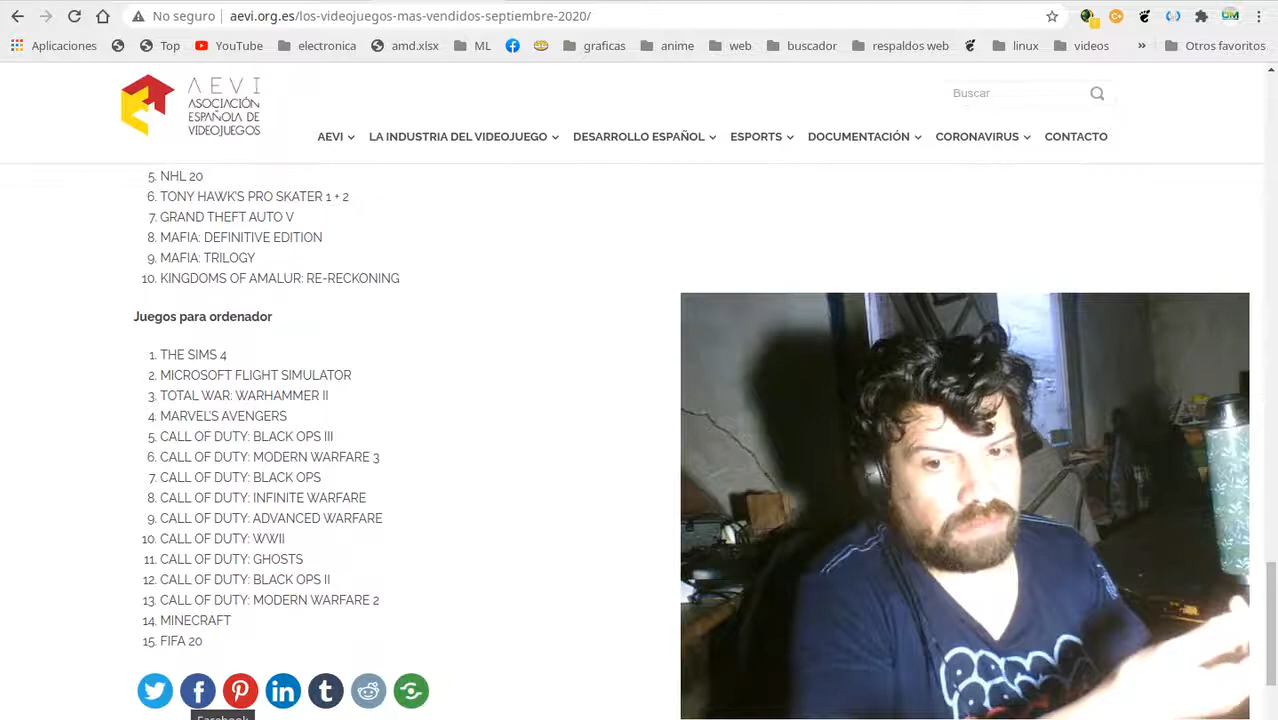 No seguro | aevi.org.es/los-videojuegos-mas-vendidos-septiembre-2020/
Aplicaciones Top YouTube electronica amd.xlsx ML graficas anime web buscador respaldos web linux videos » Otros favoritos
AEVI
ASOCIACIÓN
ESPAÑOLA DE
VIDEOJUEGOS
Buscar
AEVI LA INDUSTRIA DEL VIDEOJUEGO DESARROLLO ESPAÑOL ESPORTS DOCUMENTACIÓN CORONAVIRUS CONTACTO
5. NHL 20
6. TONY HAWK'S PRO SKATER 1 + 2
7. GRAND THEFT AUTO V
8. MAFIA: DEFINITIVE EDITION
9. MAFIA: TRILOGY
10. KINGDOMS OF AMALUR: RE-RECKONING
Juegos para ordenador
1. THE SIMS 4
2. MICROSOFT FLIGHT SIMULATOR
3. TOTAL WAR: WARHAMMER II
4. MARVEL'S AVENGERS
5. CALL OF DUTY: BLACK OPS III
6. CALL OF DUTY: MODERN WARFARE 3
7. CALL OF DUTY: BLACK OPS
8. CALL OF DUTY: INFINITE WARFARE
9. CALL OF DUTY: ADVANCED WARFARE
10. CALL OF DUTY: WWII
11. CALL OF DUTY: GHOSTS
12. CALL OF DUTY: BLACK OPS II
13. CALL OF DUTY: MODERN WARFARE 2
14. MINECRAFT
15. FIFA 20
Facebook